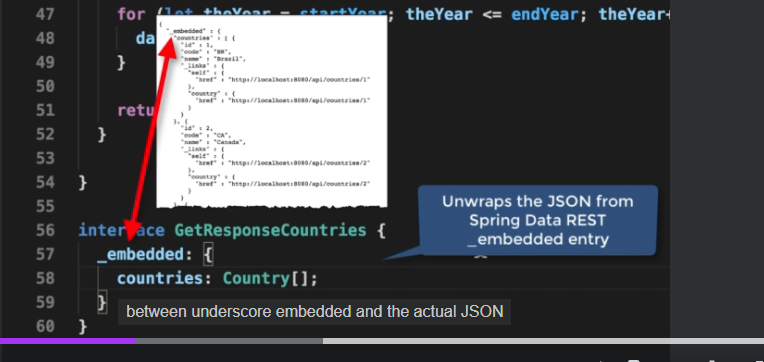 47 for (let theYear = startYear; theYear <= endYear; theYear+
48 da
49 }
50
51 retu
52 }
53
54 }
55
56 interface GetResponseCountries {
57 _embedded: {
58 countries: Country[];
59 }
60 }
{
"_embedded" : {
"countries" : [ {
"id" : 1,
"code" : "BR",
"name" : "Brazil",
"_links" : {
"self" : {
"href" : "http://localhost:8080/api/countries/1"
},
"country" : {
"href" : "http://localhost:8080/api/countries/1"
}
}
}, {
"id" : 2,
"code" : "CA",
"name" : "Canada",
"_links" : {
"self" : {
"href" : "http://localhost:8080/api/countries/2"
},
"country" : {
"href" : "http://localhost:8080/api/countries/2"
}
}
Unwraps the JSON from
Spring Data REST
_embedded entry
between underscore embedded and the actual JSON